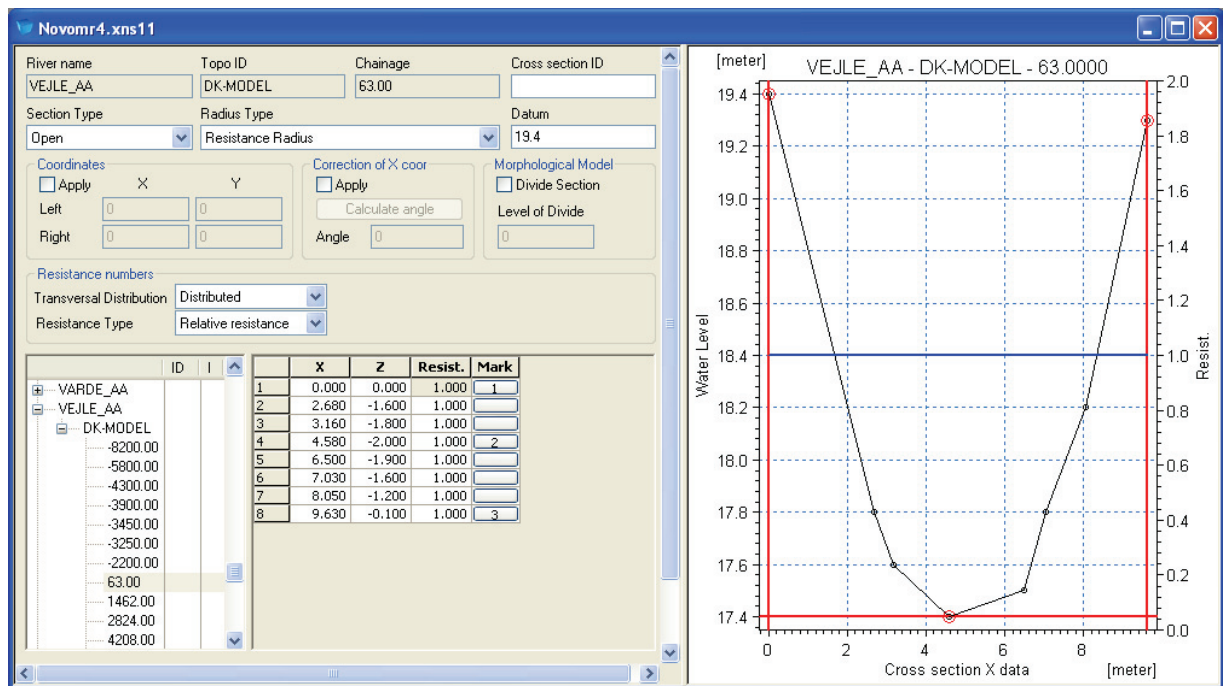 Novomr4.xns11
River name Topo ID Chainage Cross section ID
VEJLE_AA DK-MODEL 63.00
Section Type Radius Type Datum
Open Resistance Radius 19.4
Coordinates Correction of X coor Morphological Model
Apply X Y Apply Divide Section
Left 0 0 Calculate angle Level of Divide
Right 0 0 Angle 0 0
Resistance numbers
Transversal Distribution Distributed
Resistance Type Relative resistance
ID I
VARDE_AA
VEJLE_AA
DK-MODEL
-8200.00
-5800.00
-4300.00
-3900.00
-3450.00
-3250.00
-2200.00
63.00
1462.00
2824.00
4208.00
X Z Resist. Mark
1 0.000 0.000 1.000 1
2 2.680 -1.600 1.000
3 3.160 -1.800 1.000
4 4.580 -2.000 1.000 2
5 6.500 -1.900 1.000
6 7.030 -1.600 1.000
7 8.050 -1.200 1.000
8 9.630 -0.100 1.000 3
[meter] VEJLE_AA - DK-MODEL - 63.0000
19.4
19.2
19.0
18.8
18.6
18.4
18.2
18.0
17.8
17.6
17.4
Water Level
2.0
1.8
1.6
1.4
1.2
1.0
0.8
0.6
0.4
0.2
0.0
Resist.
0 2 4 6 8
Cross section X data [meter]